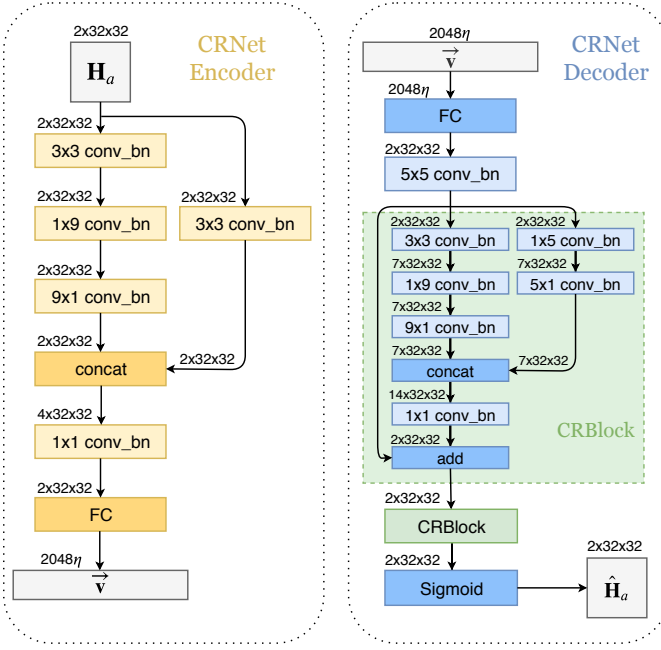 CRNet
Encoder
2x32x32
H_a
2x32x32
3x3 conv_bn
2x32x32
1x9 conv_bn
2x32x32
3x3 conv_bn
2x32x32
9x1 conv_bn
2x32x32
2x32x32
concat
4x32x32
1x1 conv_bn
2x32x32
FC
2048η
v⃗
CRNet
Decoder
2048η
v⃗
2048η
FC
2x32x32
5x5 conv_bn
2x32x32
3x3 conv_bn
2x32x32
1x5 conv_bn
7x32x32
1x9 conv_bn
7x32x32
5x1 conv_bn
7x32x32
9x1 conv_bn
7x32x32
7x32x32
concat
14x32x32
1x1 conv_bn
CRBlock
2x32x32
add
2x32x32
CRBlock
2x32x32
Sigmoid
2x32x32
Ĥ_a